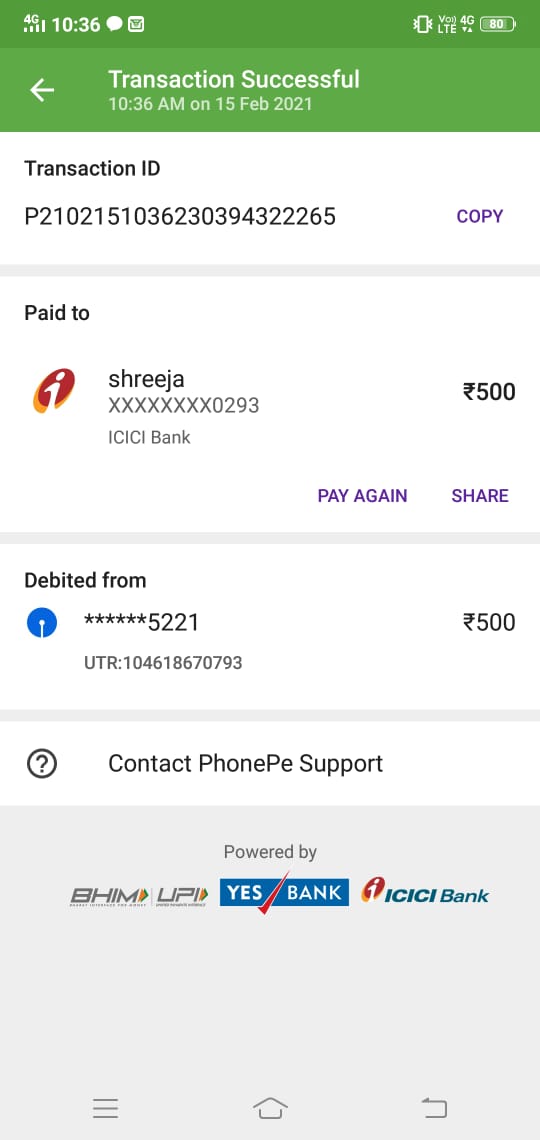 4G 10:36 Vo)) LTE 4G 80
Transaction Successful
10:36 AM on 15 Feb 2021
Transaction ID
P2102151036230394322265 COPY
Paid to
shreeja ₹500
XXXXXXXX0293
ICICI Bank
PAY AGAIN SHARE
Debited from
******5221 ₹500
UTR:104618670793
Contact PhonePe Support
Powered by
BHIM UPI YES BANK ICICI Bank